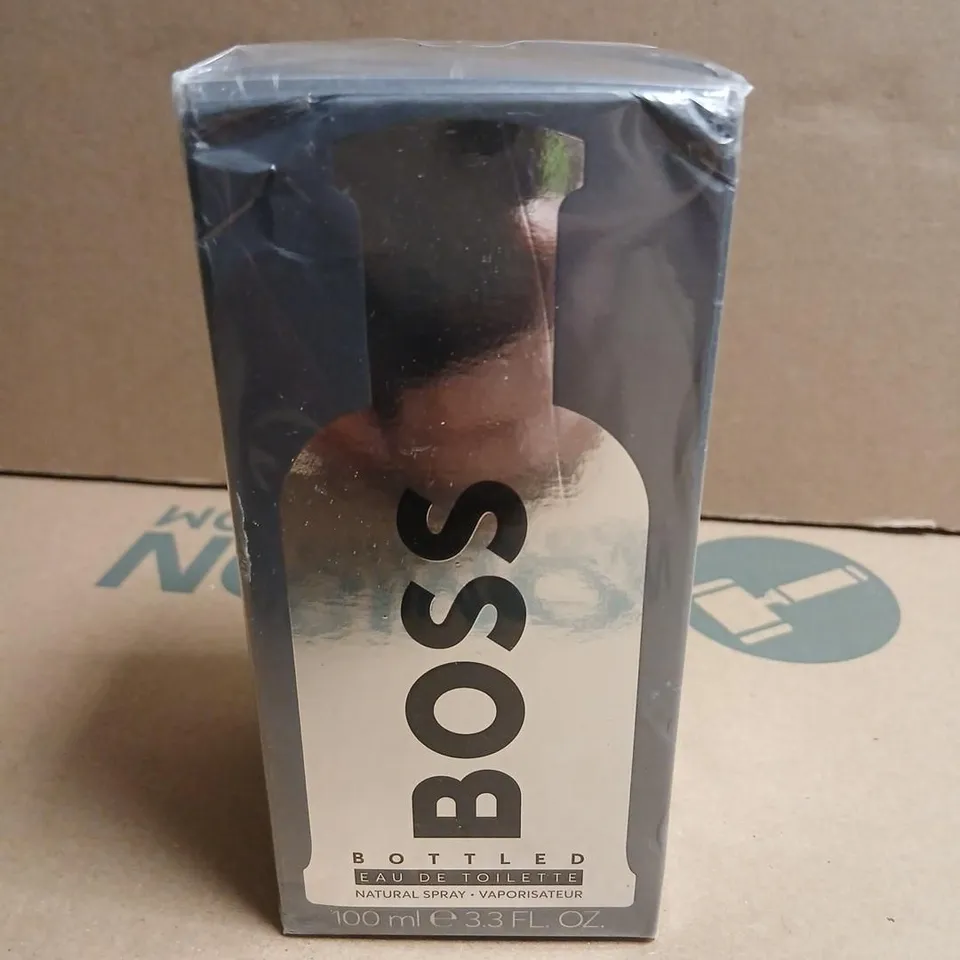 BOSS
BOTTLED
EAU DE TOILETTE
NATURAL SPRAY • VAPORISATEUR
100 ml ℮ 3.3 FL. OZ.